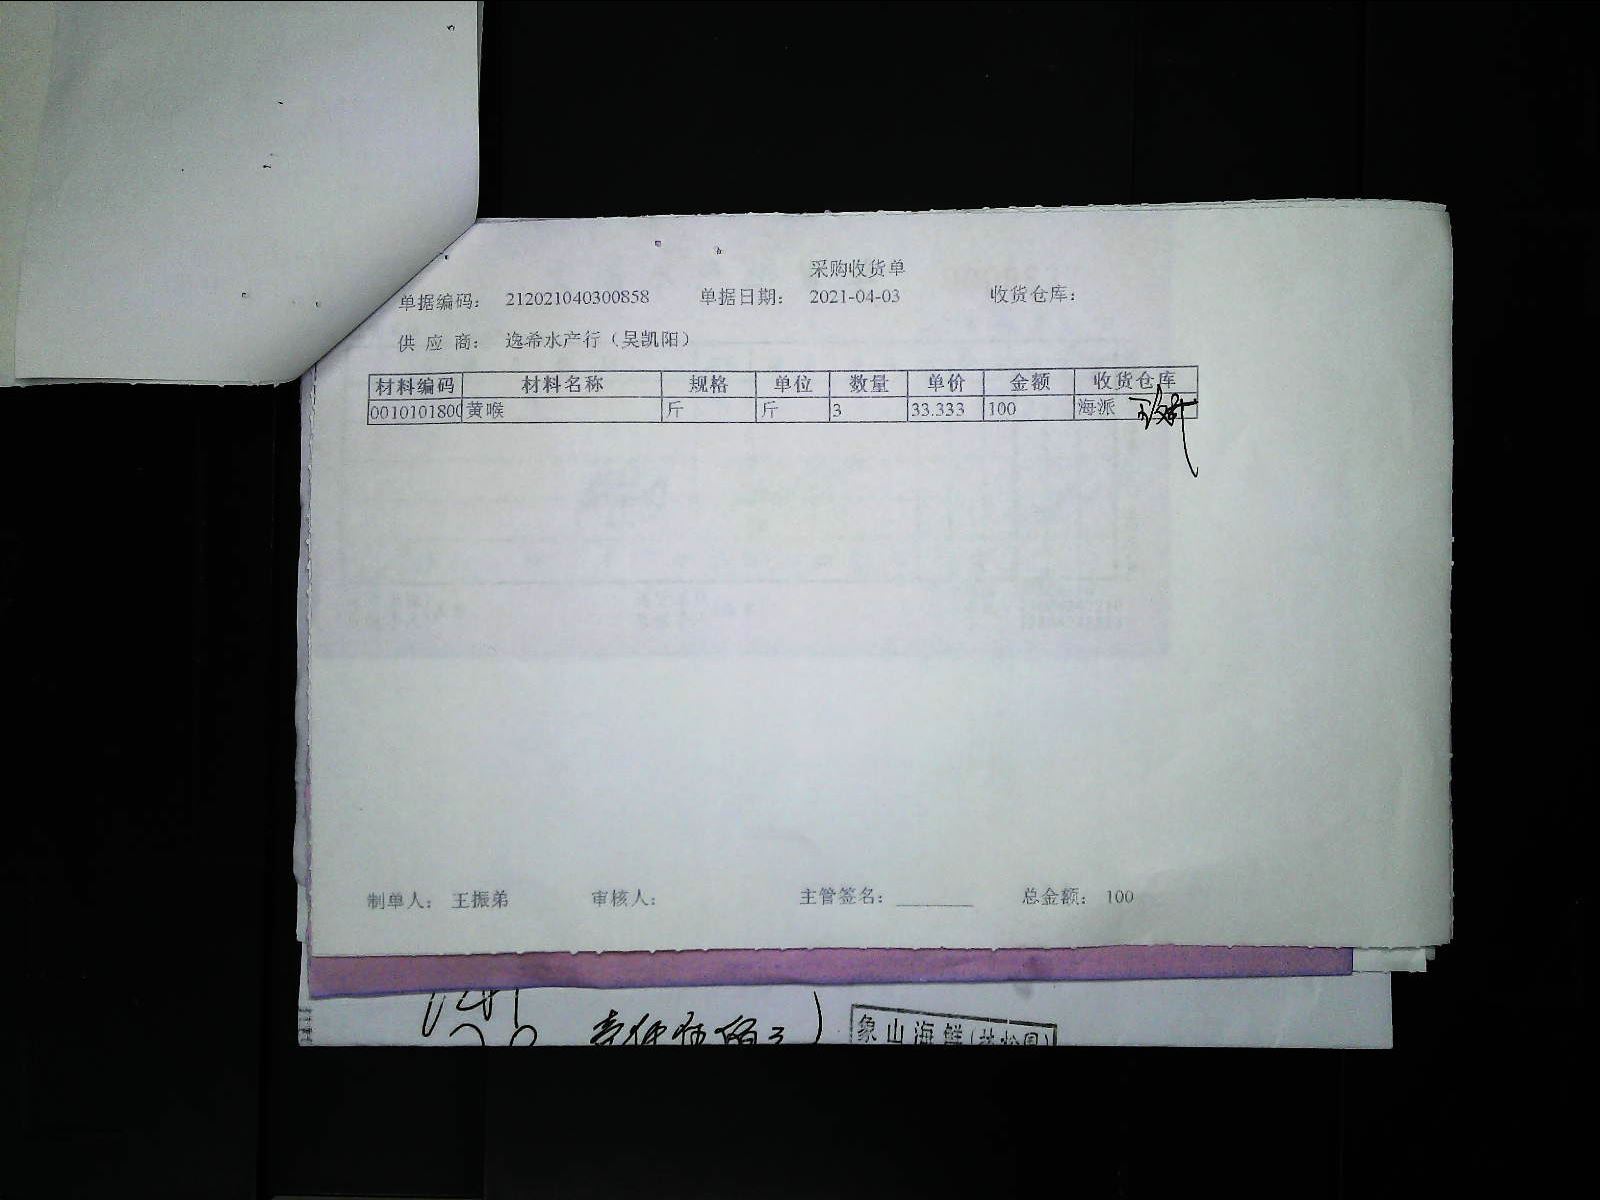 采购收货单
单据编码： 212021040300858 单据日期： 2021-04-03 收货仓库：
供 应 商： 逸希水产行（吴凯阳）
材料编码 材料名称 规格 单位 数量 单价 金额 收货仓库
0010101800 黄喉 斤 斤 3 33.333 100 海派
制单人： 王振弟 审核人： 主管签名： ________ 总金额： 100
象山海鲜